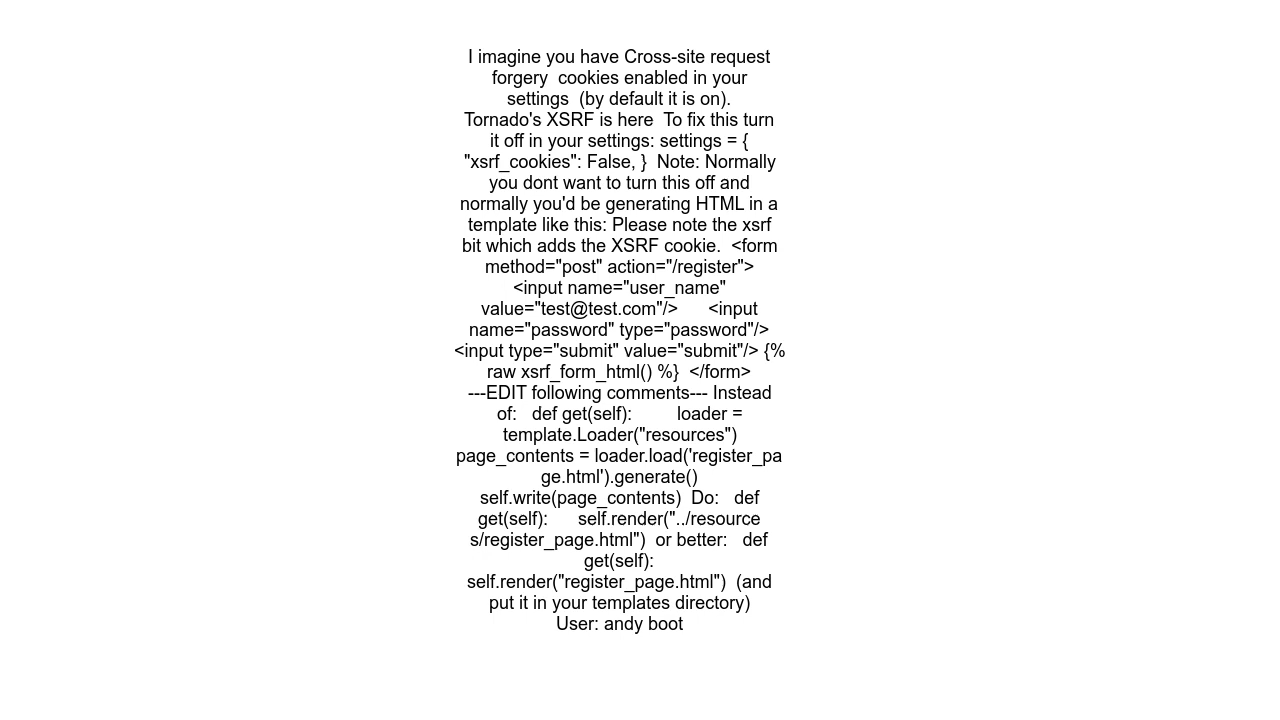 I imagine you have Cross-site request
forgery  cookies enabled in your
settings  (by default it is on).
Tornado's XSRF is here  To fix this turn
it off in your settings: settings = {
"xsrf_cookies": False, }  Note: Normally
you dont want to turn this off and
normally you'd be generating HTML in a
template like this: Please note the xsrf
bit which adds the XSRF cookie.  <form
method="post" action="/register">
<input name="user_name"
value="test@test.com"/>      <input
name="password" type="password"/>
<input type="submit" value="submit"/> {%
raw xsrf_form_html() %}  </form>
---EDIT following comments--- Instead
of:   def get(self):         loader =
template.Loader("resources")
page_contents = loader.load('register_pa
ge.html').generate()
self.write(page_contents)  Do:   def
get(self):      self.render("../resource
s/register_page.html")  or better:   def
get(self):
self.render("register_page.html")  (and
put it in your templates directory)
User: andy boot